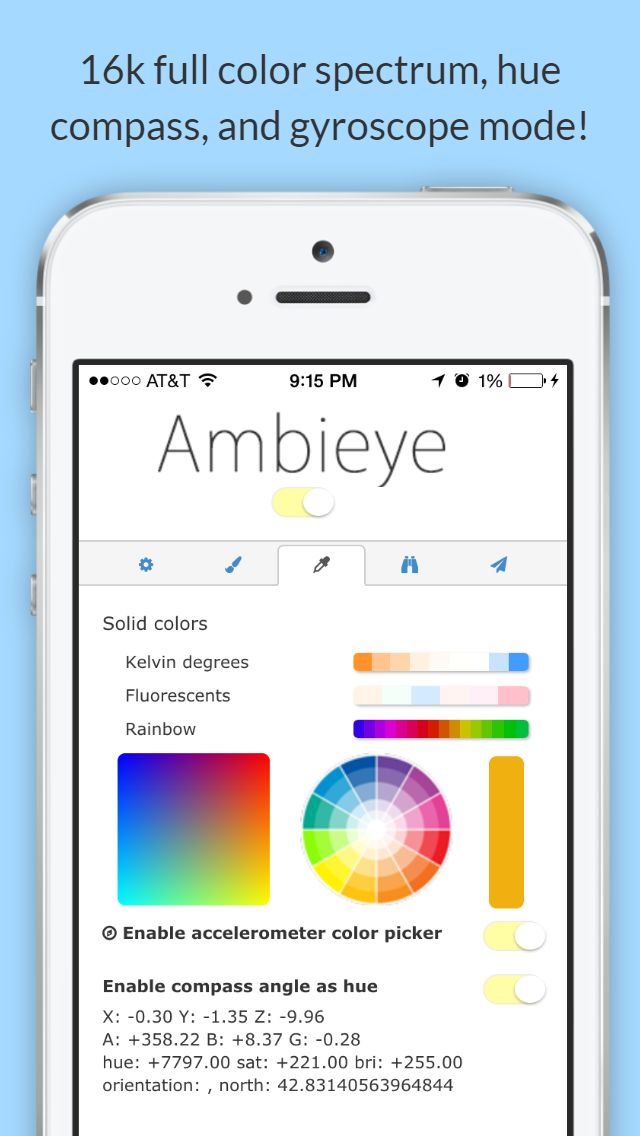 16k full color spectrum, hue
compass, and gyroscope mode!
AT&T 9:15 PM 1%
Ambieye
Solid colors
Kelvin degrees
Fluorescents
Rainbow
Enable accelerometer color picker
Enable compass angle as hue
X: -0.30 Y: -1.35 Z: -9.96
A: +358.22 B: +8.37 G: -0.28
hue: +7797.00 sat: +221.00 bri: +255.00
orientation: , north: 42.83140563964844